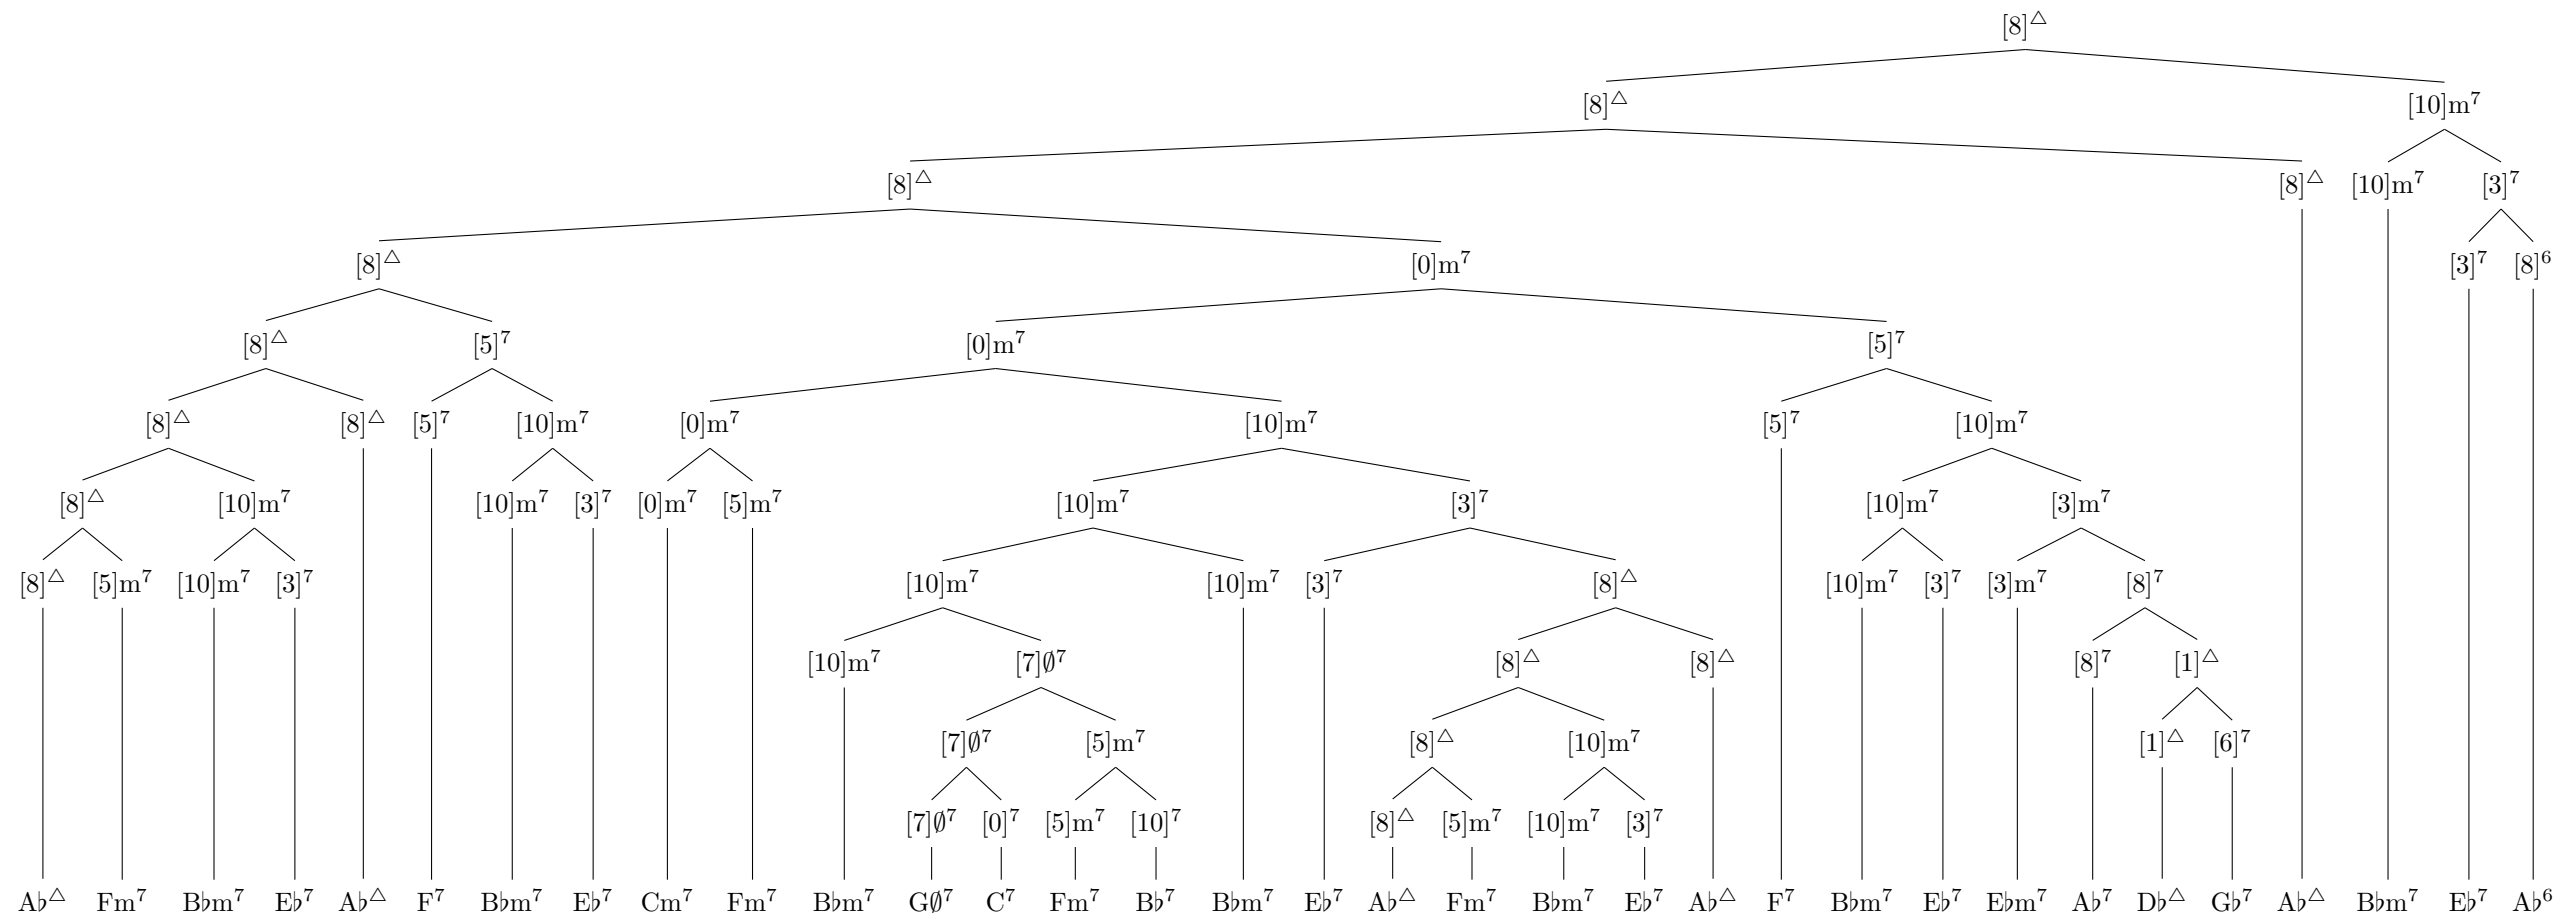 [8]△
[8]△ [10]m⁷
[8]△ [8]△ [10]m⁷ [3]⁷
[8]△ [0]m⁷ [3]⁷ [8]⁶
[8]△ [5]⁷ [0]m⁷ [5]⁷
[8]△ [8]△ [5]⁷ [10]m⁷ [0]m⁷ [10]m⁷ [5]⁷ [10]m⁷
[8]△ [10]m⁷ [10]m⁷ [3]⁷ [0]m⁷ [5]m⁷ [10]m⁷ [3]⁷ [10]m⁷ [3]m⁷
[8]△ [5]m⁷ [10]m⁷ [3]⁷ [10]m⁷ [10]m⁷ [3]⁷ [8]△ [10]m⁷ [3]⁷ [3]m⁷ [8]⁷
[10]m⁷ [7]∅⁷ [8]△ [8]△ [8]⁷ [1]△
[7]∅⁷ [5]m⁷ [8]△ [10]m⁷ [1]△ [6]⁷
[7]∅⁷ [0]⁷ [5]m⁷ [10]⁷ [8]△ [5]m⁷ [10]m⁷ [3]⁷
A♭△ Fm⁷ B♭m⁷ E♭⁷ A♭△ F⁷ B♭m⁷ E♭⁷ Cm⁷ Fm⁷ B♭m⁷ G∅⁷ C⁷ Fm⁷ B♭⁷ B♭m⁷ E♭⁷ A♭△ Fm⁷ B♭m⁷ E♭⁷ A♭△ F⁷ B♭m⁷ E♭⁷ E♭m⁷ A♭⁷ D♭△ G♭⁷ A♭△ B♭m⁷ E♭⁷ A♭⁶